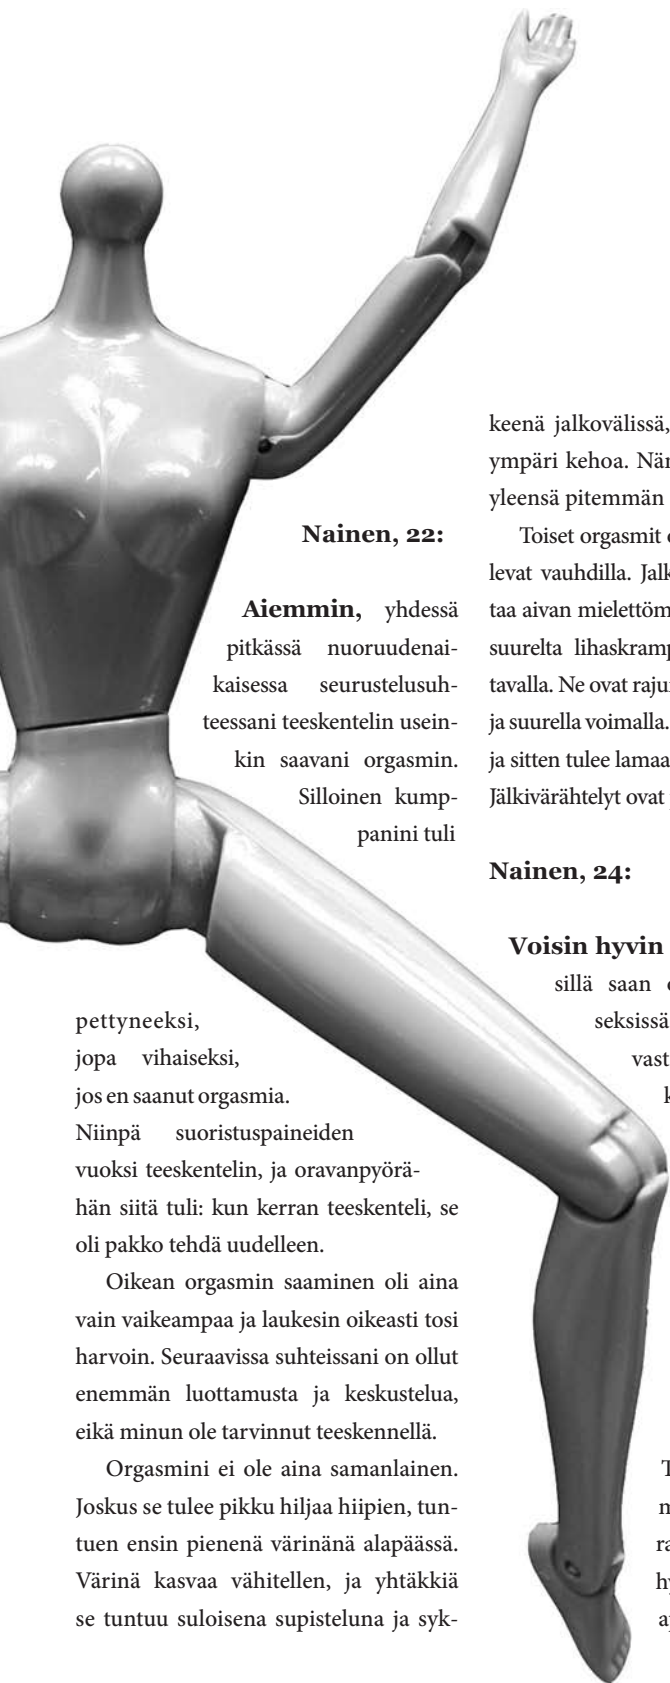 Nainen, 22:
Aiemmin, yhdessä
pitkässä nuoruudenai-
kaisessa seurustelusuh-
teessani teeskentelin usein-
kin saavani orgasmin.
Silloinen kump-
panini tuli
pettyneeksi,
jopa vihaiseksi,
jos en saanut orgasmia.
Niinpä suoristuspaineiden
vuoksi teeskentelin, ja oravanpyörä-
hän siitä tuli: kun kerran teeskenteli, se
oli pakko tehdä uudelleen.
Oikean orgasmin saaminen oli aina
vain vaikeampaa ja laukesin oikeasti tosi
harvoin. Seuraavissa suhteissani on ollut
enemmän luottamusta ja keskustelua,
eikä minun ole tarvinnut teeskennellä.
Orgasmini ei ole aina samanlainen.
Joskus se tulee pikku hiljaa hiipien, tun-
tuen ensin pienenä värinänä alapäässä.
Värinä kasvaa vähitellen, ja yhtäkkiä
se tuntuu suloisena supisteluna ja syk-
keenä jalkovälissä,
ympäri kehoa.
yleensä pitemmän
Toiset orgasmit
levat vauhdilla.
taa aivan
suurelta
tavalla. Ne ovat
ja suurella voimalla.
ja sitten tulee
Jälkivärähtelyt ovat
Nainen, 24:
Voisin hyvin
sillä saan
seksissä